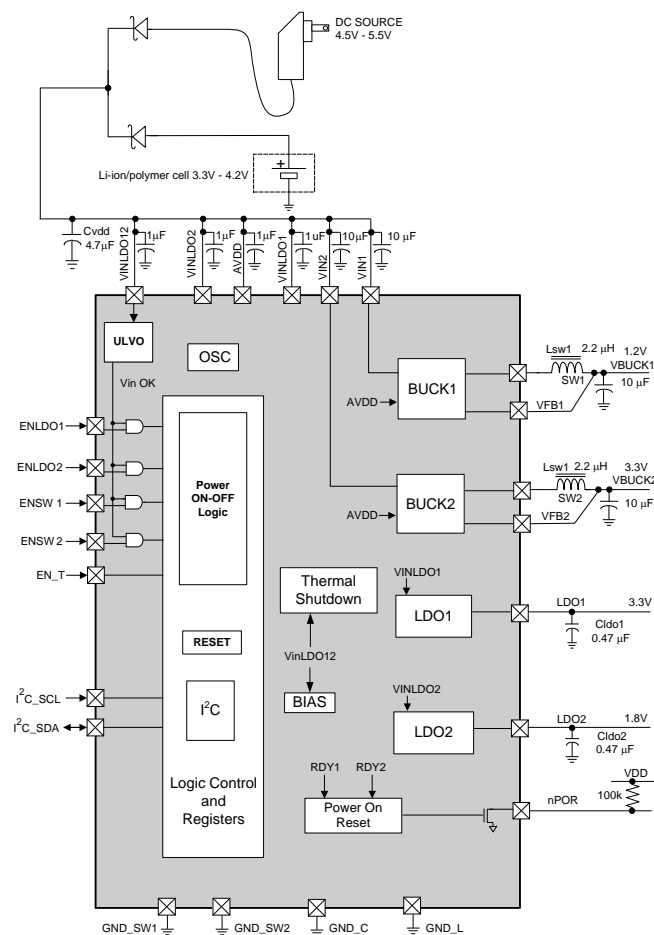 DC SOURCE
4.5V - 5.5V
Li-ion/polymer cell 3.3V - 4.2V
+
Cvdd
4.7μF
VINLDO12
1μF
VINLDO2
1μF
AVDD
1μF
VINLDO1
1uF
VIN2
10μF
VIN1
10 μF
ULVO
OSC
Vin OK
BUCK1
AVDD
Lsw1 2.2 μH
SW1
1.2V
VBUCK1
10 μF
VFB1
ENLDO1
ENLDO2
ENSW 1
ENSW 2
EN_T
Power
ON-OFF
Logic
BUCK2
AVDD
Lsw1 2.2 μH
SW2
3.3V
VBUCK2
10 μF
VFB2
Thermal
Shutdown
VINLDO1
LDO1
LDO1
3.3V
Cldo1
0.47 μF
RESET
VinLDO12
BIAS
I²C_SCL
I²C_SDA
I²C
VINLDO2
LDO2
LDO2
1.8V
Cldo2
0.47 μF
Logic Control
and
Registers
RDY1
RDY2
Power On
Reset
VDD
100k
nPOR
GND_SW1
GND_SW2
GND_C
GND_L